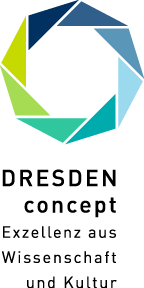 DRESDEN
concept
Exzellenz aus
Wissenschaft
und Kultur